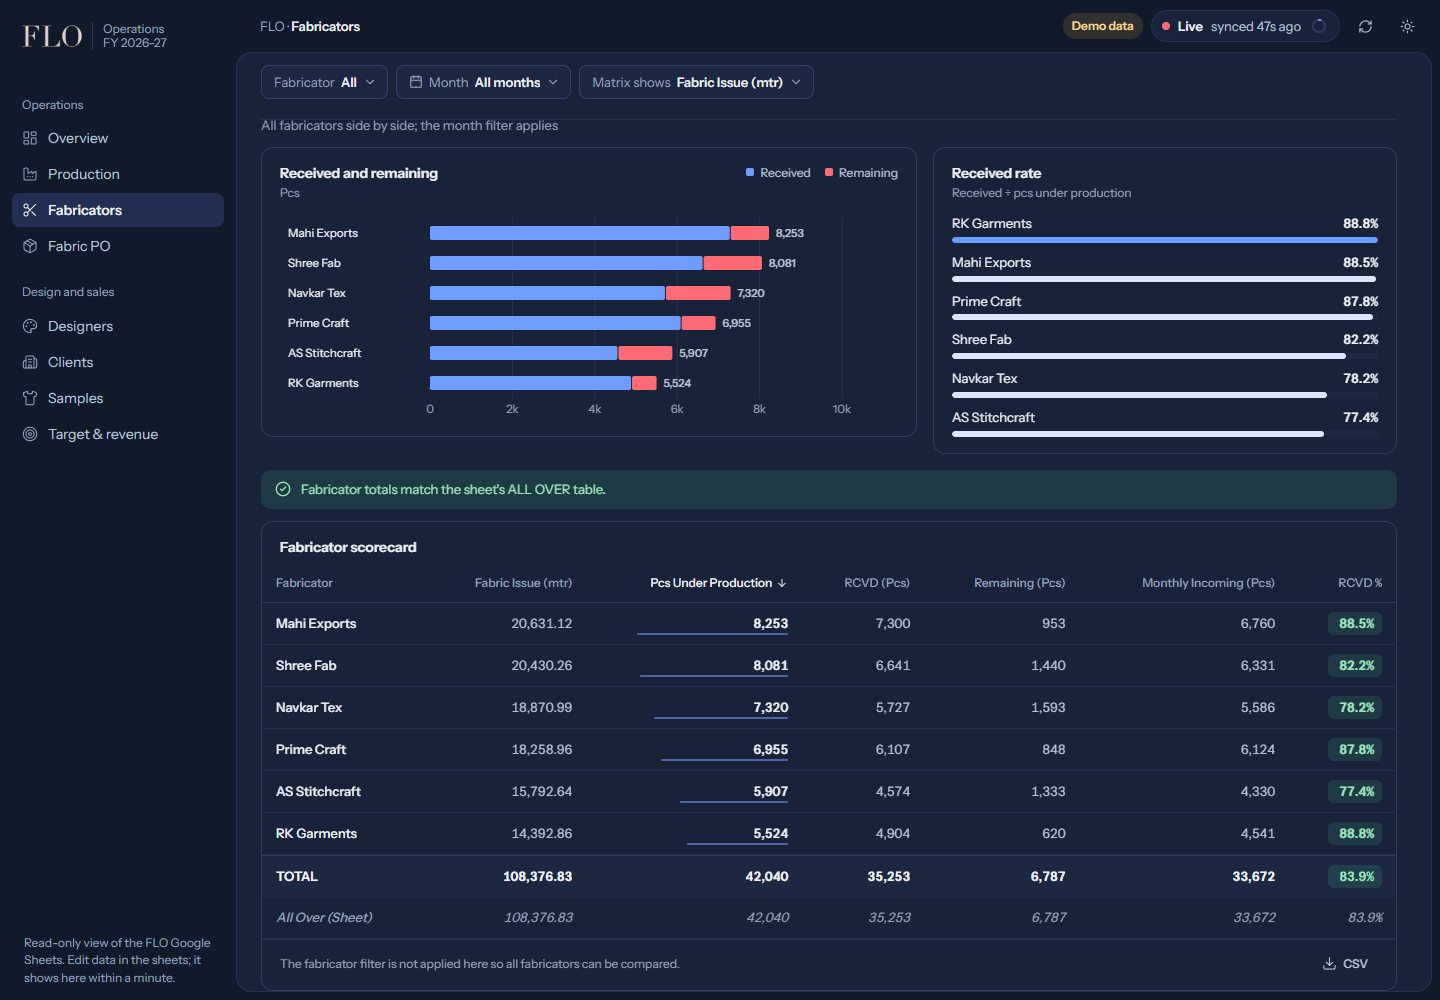 FLO
Operations
FY 2026-27
Operations
Overview
Production
Fabricators
Fabric PO
Design and sales
Designers
Clients
Samples
Target & revenue
Read-only view of the FLO Google
Sheets. Edit data in the sheets; it
shows here within a minute.
FLO · Fabricators
Demo data
Live synced 47s ago
Fabricator All
Month All months
Matrix shows Fabric Issue (mtr)
All fabricators side by side; the month filter applies
Received and remaining
Pcs
Received Remaining
Mahi Exports 8,253
Shree Fab 8,081
Navkar Tex 7,320
Prime Craft 6,955
AS Stitchcraft 5,907
RK Garments 5,524
0 2k 4k 6k 8k 10k
Received rate
Received ÷ pcs under production
RK Garments 88.8%
Mahi Exports 88.5%
Prime Craft 87.8%
Shree Fab 82.2%
Navkar Tex 78.2%
AS Stitchcraft 77.4%
Fabricator totals match the sheet's ALL OVER table.
Fabricator scorecard
Fabricator Fabric Issue (mtr) Pcs Under Production ↓ RCVD (Pcs) Remaining (Pcs) Monthly Incoming (Pcs) RCVD %
Mahi Exports 20,631.12 8,253 7,300 953 6,760 88.5%
Shree Fab 20,430.26 8,081 6,641 1,440 6,331 82.2%
Navkar Tex 18,870.99 7,320 5,727 1,593 5,586 78.2%
Prime Craft 18,258.96 6,955 6,107 848 6,124 87.8%
AS Stitchcraft 15,792.64 5,907 4,574 1,333 4,330 77.4%
RK Garments 14,392.86 5,524 4,904 620 4,541 88.8%
TOTAL 108,376.83 42,040 35,253 6,787 33,672 83.9%
All Over (Sheet) 108,376.83 42,040 35,253 6,787 33,672 83.9%
The fabricator filter is not applied here so all fabricators can be compared.
CSV